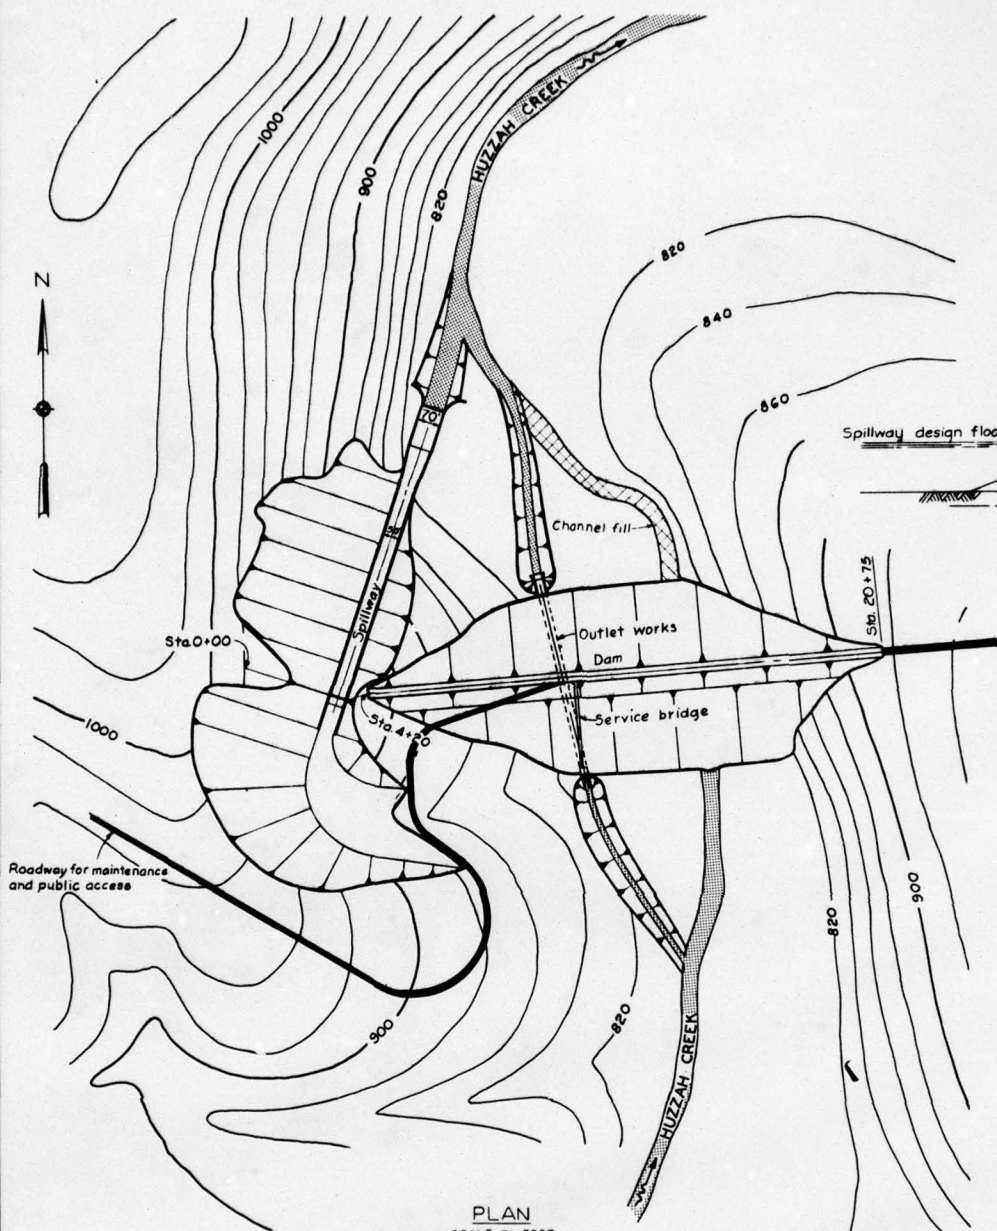 HUZZAH CREEK
1000
900
820
N
820
840
860
Spillway design
70'
Channel fill
Spillway
Sta. 20+75
Sta. 0+00
Outlet works
Dam
Service bridge
Sta. 4+20
1000
Roadway for maintenance
and public access
900
820
820
900
HUZZAH CREEK
PLAN